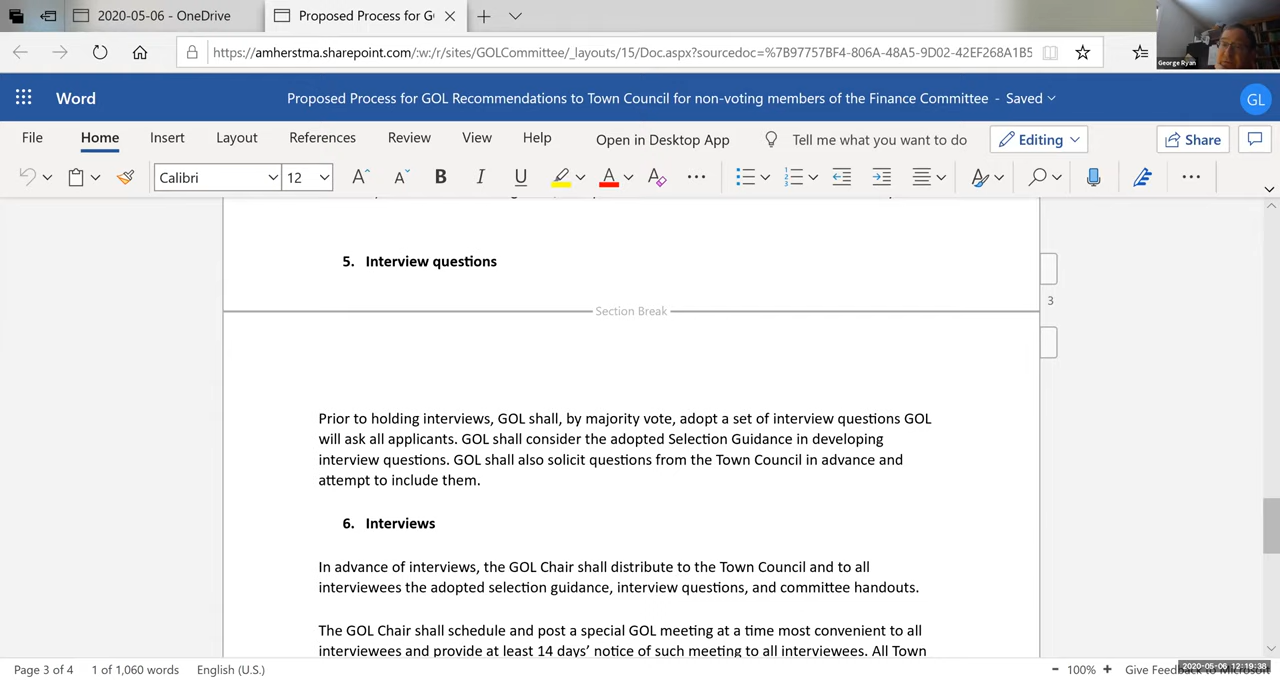 2020-05-06 - OneDrive
Proposed Process for GO
https://amherstma.sharepoint.com/:w:/r/sites/GOLCommittee/_layouts/15/Doc.aspx?sourcedoc=%7B97757BF4-806A-48A5-9D02-42EF268A1B5
George Ryan
Word
Proposed Process for GOL Recommendations to Town Council for non-voting members of the Finance Committee - Saved
GL
File Home Insert Layout References Review View Help Open in Desktop App Tell me what you want to do Editing Share
Calibri 12 A A B I U A A
5. Interview questions
Section Break
3
Prior to holding interviews, GOL shall, by majority vote, adopt a set of interview questions GOL
will ask all applicants. GOL shall consider the adopted Selection Guidance in developing
interview questions. GOL shall also solicit questions from the Town Council in advance and
attempt to include them.
6. Interviews
In advance of interviews, the GOL Chair shall distribute to the Town Council and to all
interviewees the adopted selection guidance, interview questions, and committee handouts.
The GOL Chair shall schedule and post a special GOL meeting at a time most convenient to all
interviewees and provide at least 14 days' notice of such meeting to all interviewees. All Town
Page 3 of 4 1 of 1,060 words English (U.S.) - 100% + Give Feedback to Microsoft
2020-05-06 12:19:38